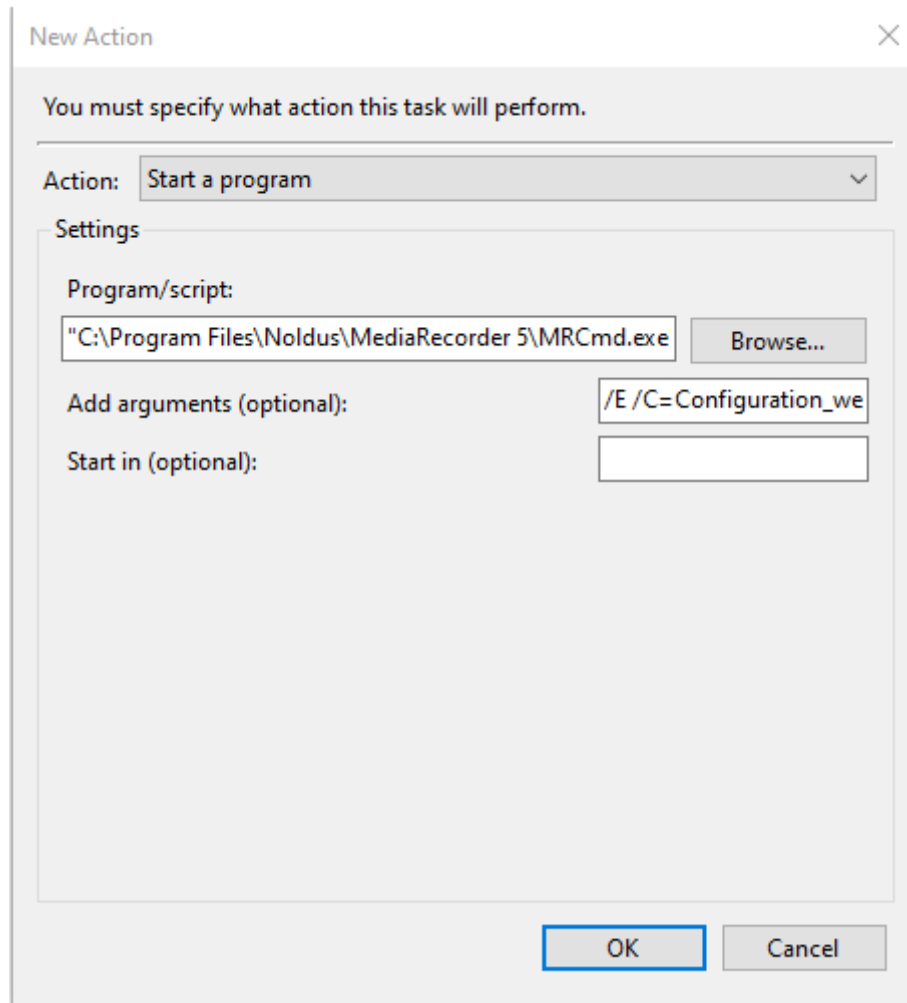 New Action
You must specify what action this task will perform.
Action: Start a program
Settings
Program/script:
"C:\Program Files\Noldus\MediaRecorder 5\MRCmd.exe
Browse...
Add arguments (optional): /E /C=Configuration_we
Start in (optional):
OK Cancel